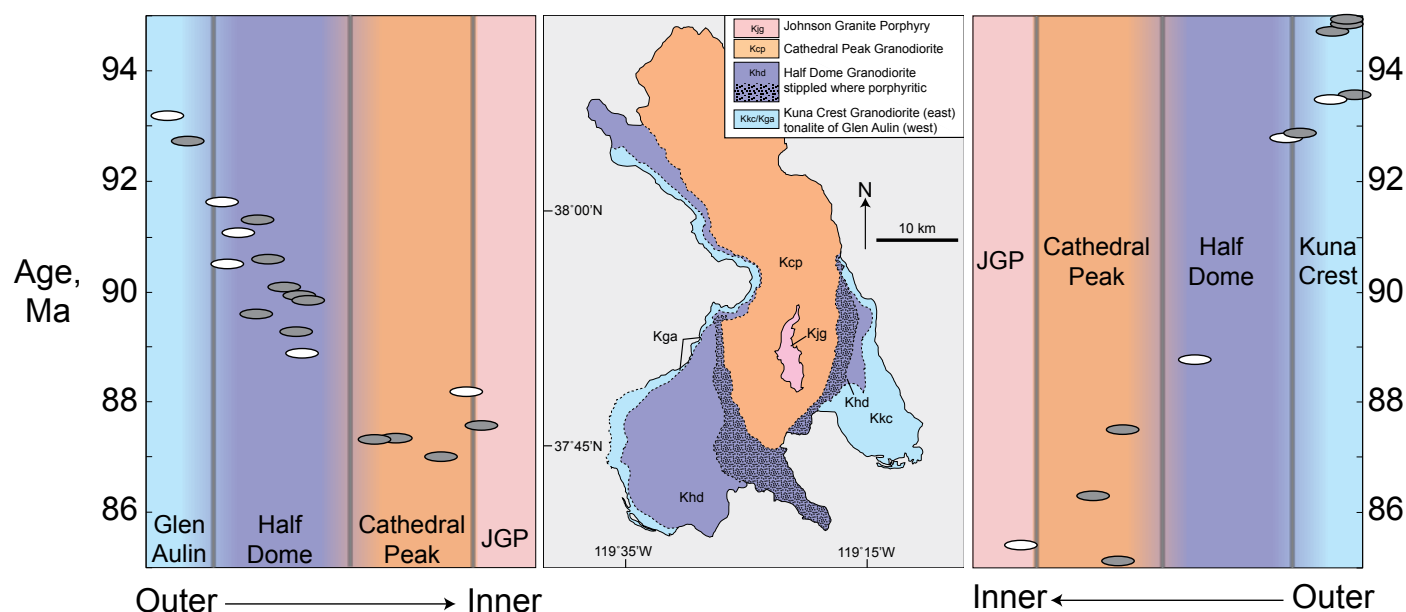 94
92
90
88
86
Age,
Ma
Glen
Aulin
Half
Dome
Cathedral
Peak
JGP
Outer
Inner
Kjg
Johnson Granite Porphyry
Kcp
Cathedral Peak Granodiorite
Khd
Half Dome Granodiorite
stippled where porphyritic
Kkc/Kga
Kuna Crest Granodiorite (east)
tonalite of Glen Aulin (west)
N
38°00'N
10 km
Kcp
Kga
Kjg
Khd
Kkc
37°45'N
Khd
119°35'W
119°15'W
94
92
90
88
86
JGP
Cathedral
Peak
Half
Dome
Kuna
Crest
Inner
Outer